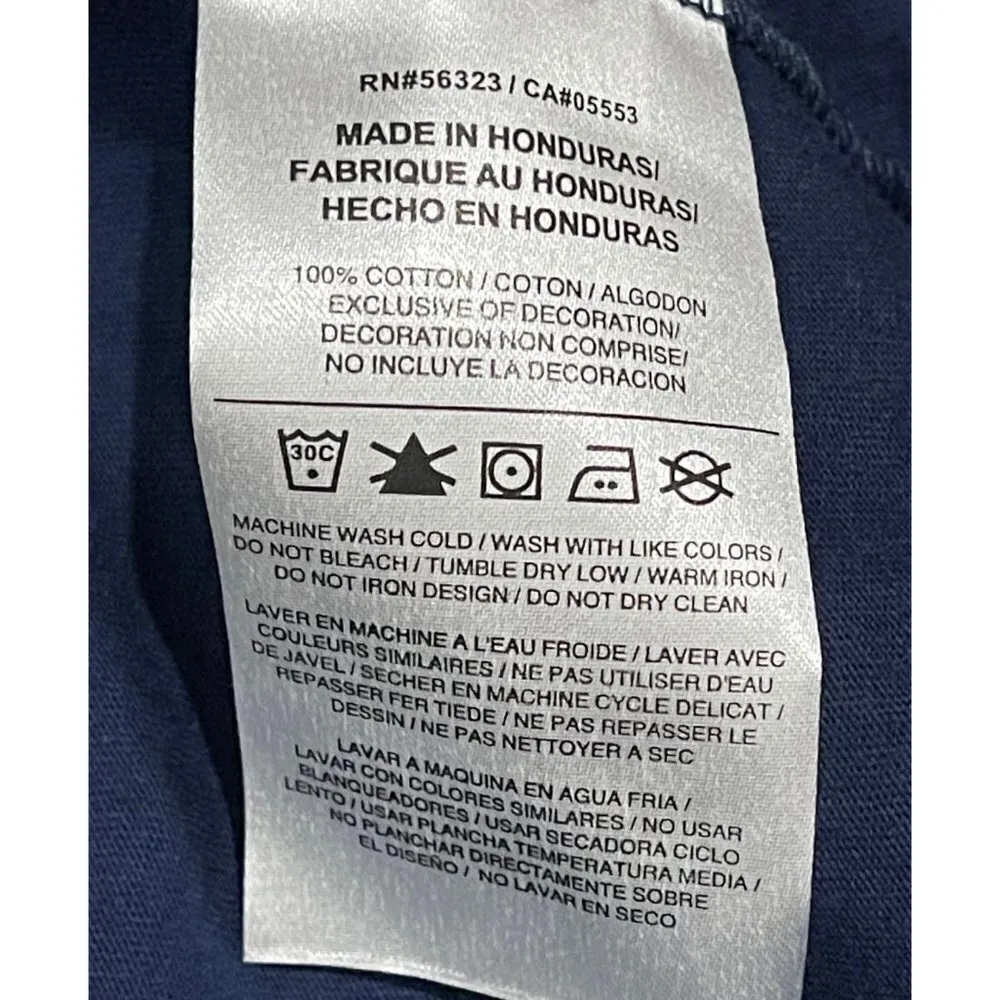 RN#56323 / CA#05553
MADE IN HONDURAS/
FABRIQUE AU HONDURAS/
HECHO EN HONDURAS
100% COTTON / COTON / ALGODON
EXCLUSIVE OF DECORATION/
DECORATION NON COMPRISE/
NO INCLUYE LA DECORACION
30C
MACHINE WASH COLD / WASH WITH LIKE COLORS /
DO NOT BLEACH / TUMBLE DRY LOW / WARM IRON /
DO NOT IRON DESIGN / DO NOT DRY CLEAN
LAVER EN MACHINE A L'EAU FROIDE / LAVER AVEC
COULEURS SIMILAIRES / NE PAS UTILISER D'EAU
DE JAVEL / SECHER EN MACHINE CYCLE DELICAT /
REPASSER FER TIEDE / NE PAS REPASSER LE
DESSIN / NE PAS NETTOYER A SEC
LAVAR A MAQUINA EN AGUA FRIA /
LAVAR CON COLORES SIMILARES / NO USAR
BLANQUEADORES / USAR SECADORA CICLO
LENTO / USAR PLANCHA TEMPERATURA MEDIA /
NO PLANCHAR DIRECTAMENTE SOBRE
EL DISEÑO / NO LAVAR EN SECO